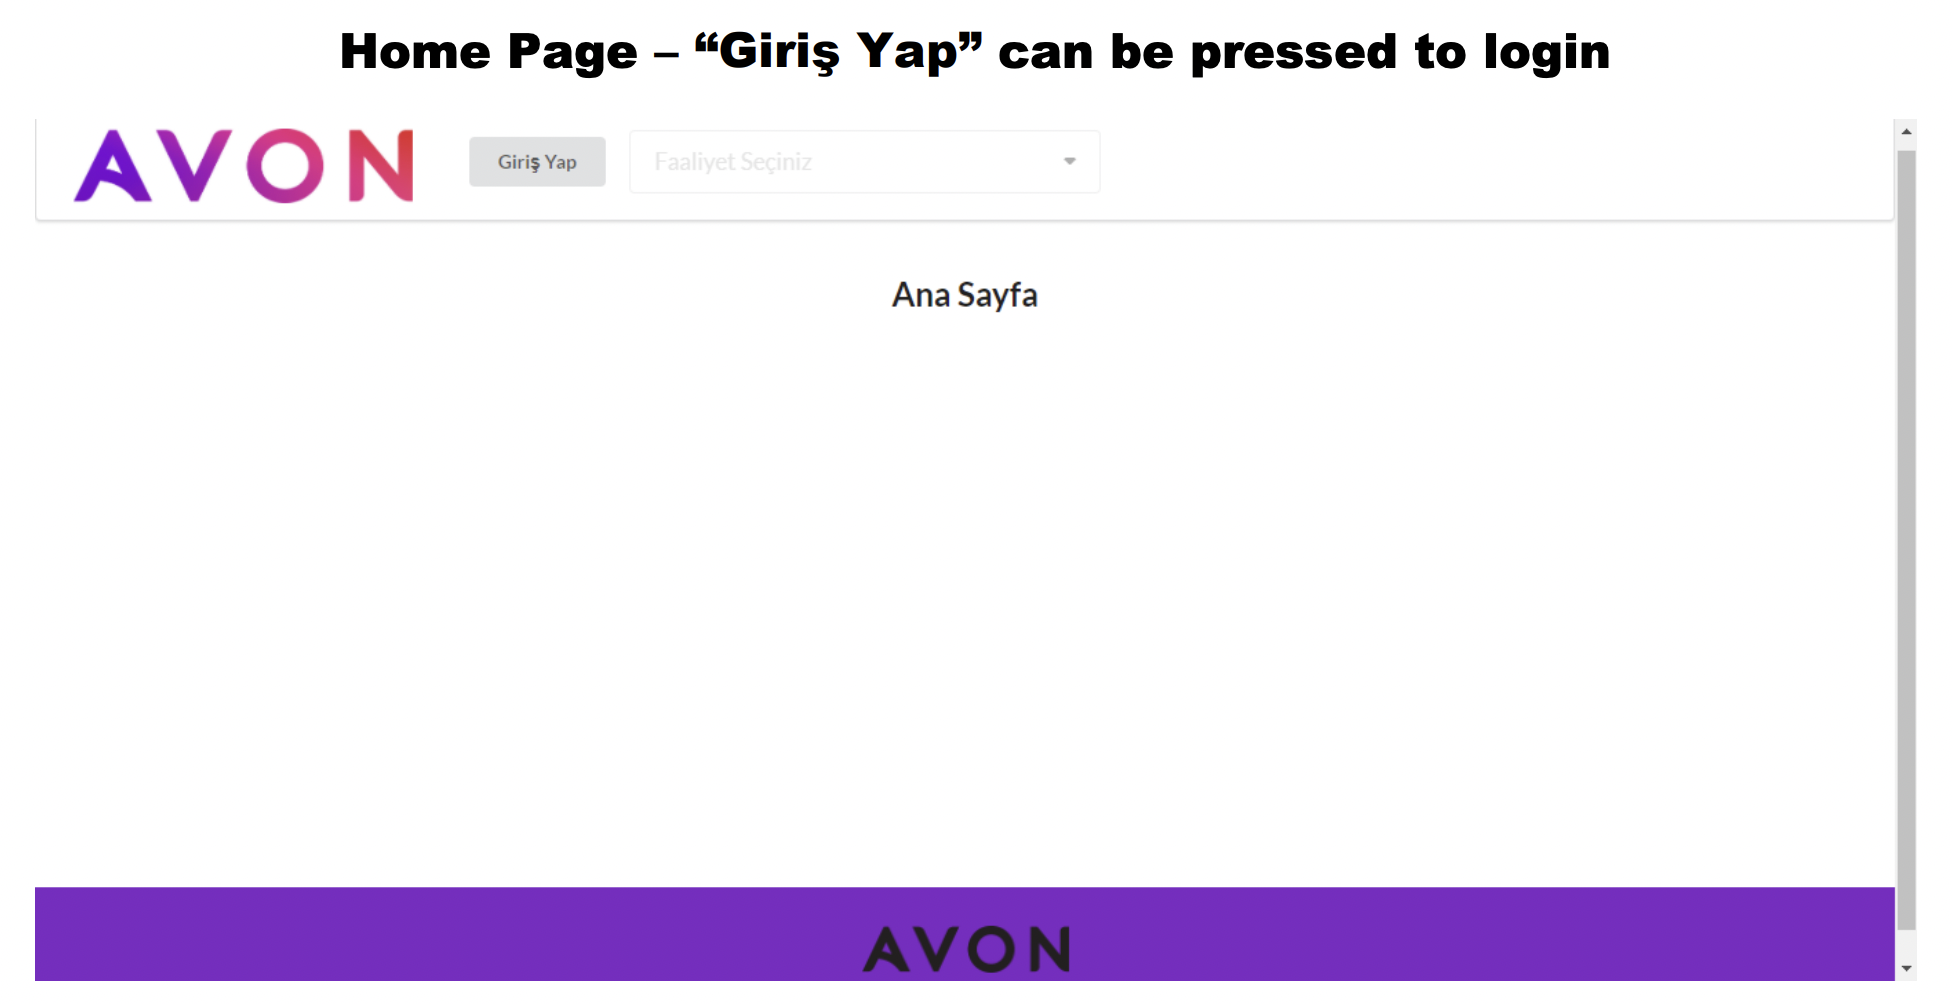 Home Page – “Giriş Yap” can be pressed to login
AVON
Giriş Yap
Faaliyet Seçiniz
Ana Sayfa
AVON